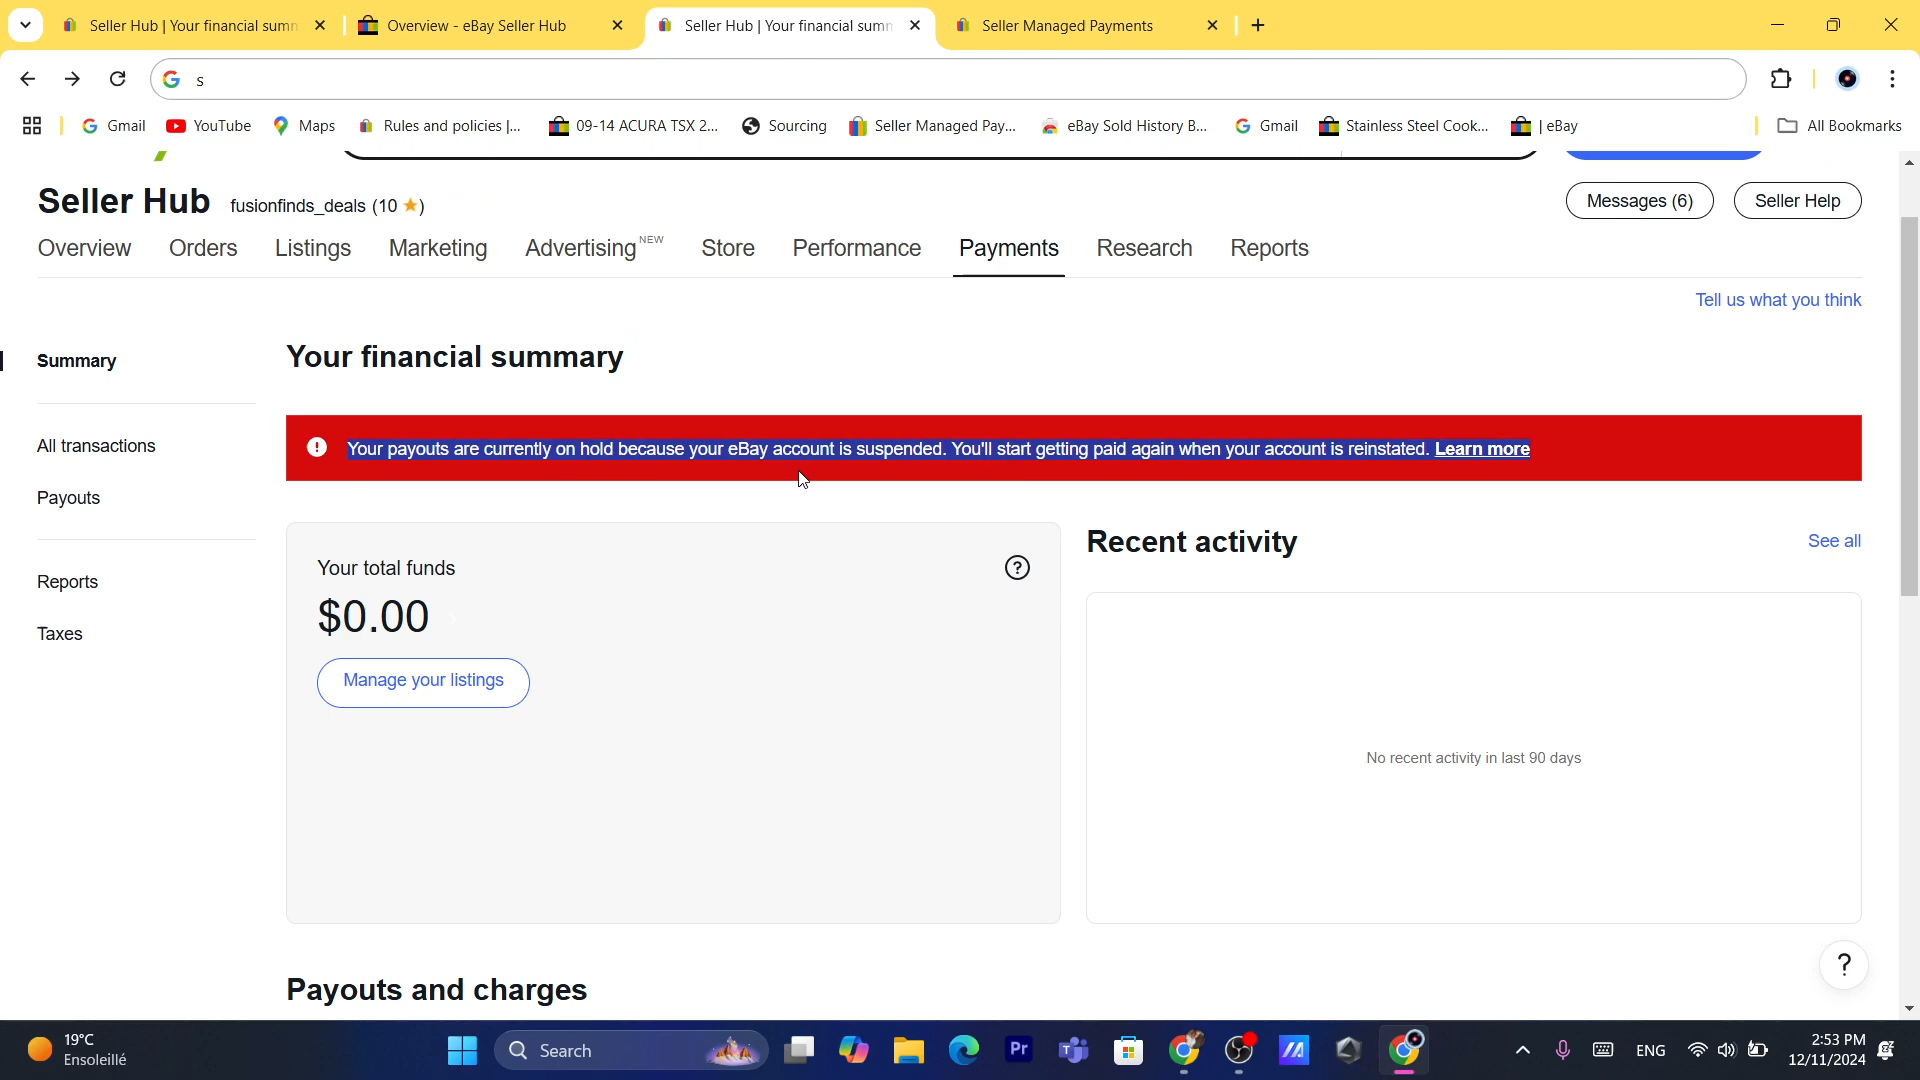 Seller Hub | Your financial summ
Overview - eBay Seller Hub
Seller Hub | Your financial summ
Seller Managed Payments
s
Gmail
YouTube
Maps
Rules and policies |...
09-14 ACURA TSX 2...
Sourcing
Seller Managed Pay...
eBay Sold History B...
Gmail
Stainless Steel Cook...
| eBay
All Bookmarks
Seller Hub fusionfinds_deals (10 ★)
Messages (6)
Seller Help
Overview Orders Listings Marketing Advertising NEW Store Performance Payments Research Reports
Tell us what you think
Summary
All transactions
Payouts
Reports
Taxes
Your financial summary
Your payouts are currently on hold because your eBay account is suspended. You'll start getting paid again when your account is reinstated. Learn more
Your total funds
$0.00
Manage your listings
Recent activity
See all
No recent activity in last 90 days
Payouts and charges
19°C
Ensoleillé
Search
ENG
2:53 PM
12/11/2024